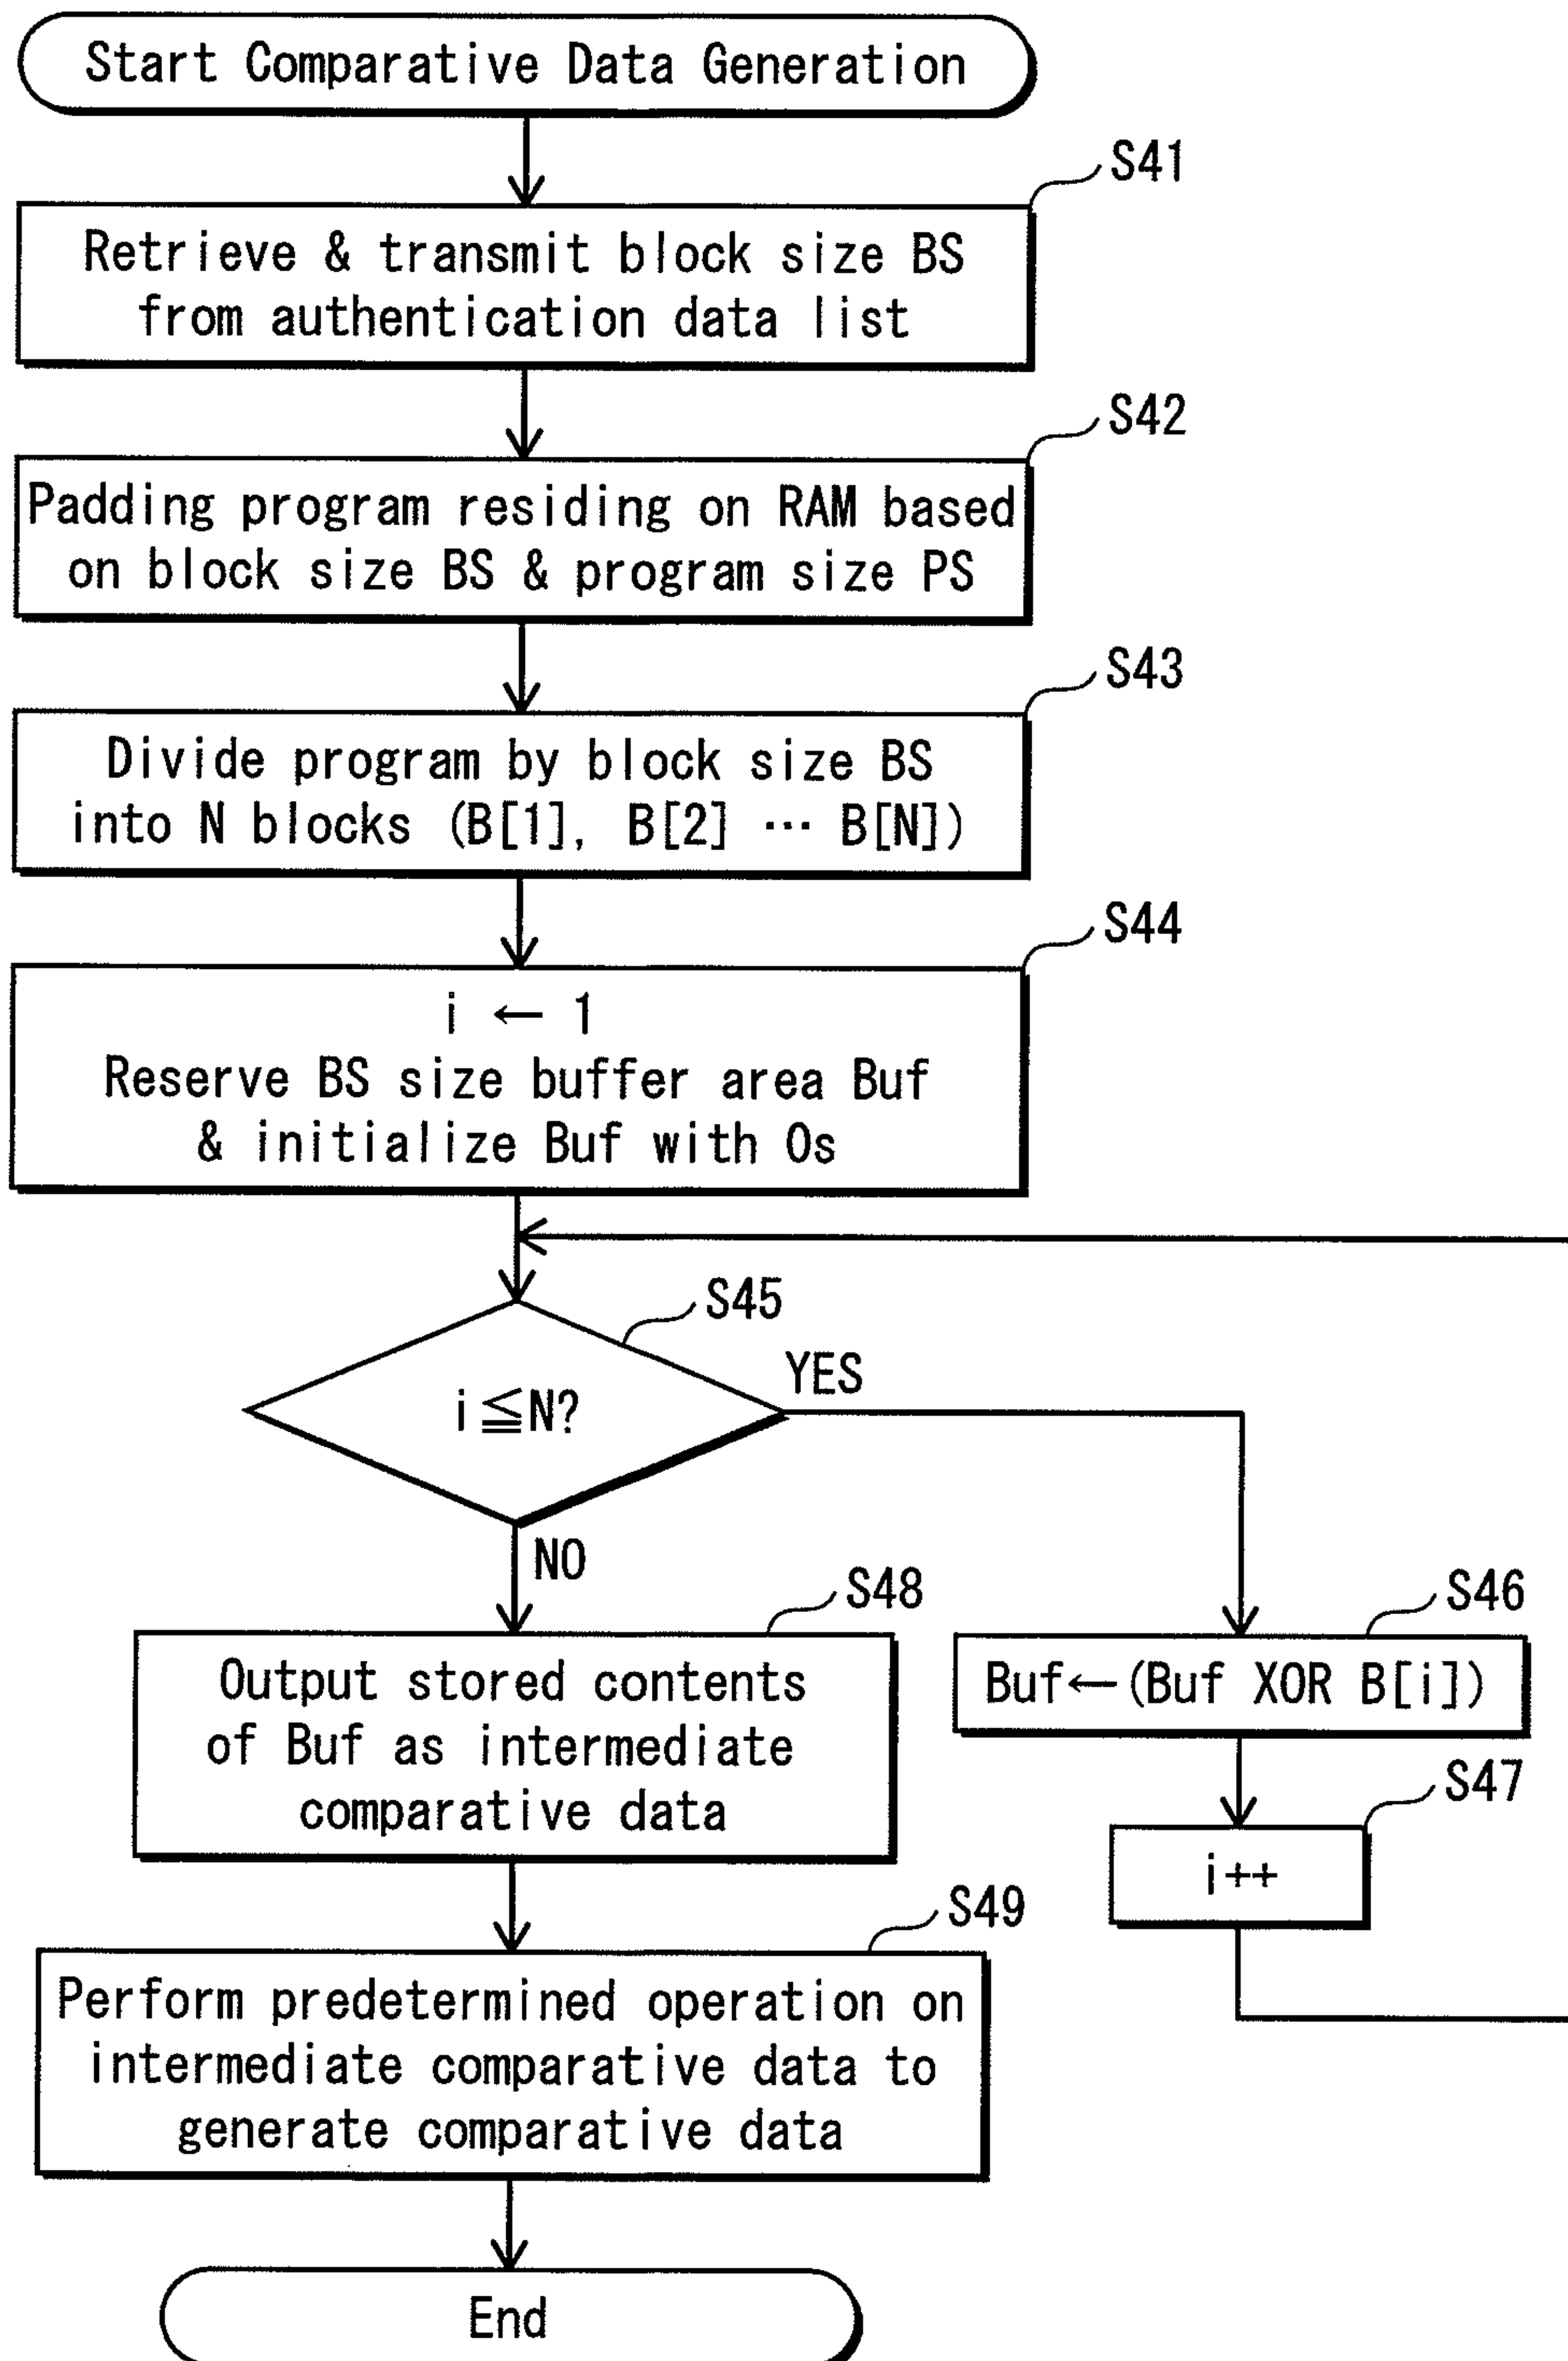 Start Comparative Data Generation
S41
Retrieve & transmit block size BS
from authentication data list
S42
Padding program residing on RAM based
on block size BS & program size PS
S43
Divide program by block size BS
into N blocks (B[1], B[2] ⋯ B[N])
S44
i ← 1
Reserve BS size buffer area Buf
& initialize Buf with 0s
S45
i≦N?
YES
NO
S48
Output stored contents
of Buf as intermediate
comparative data
S46
Buf←(Buf XOR B[i])
S47
i++
S49
Perform predetermined operation on
intermediate comparative data to
generate comparative data
End